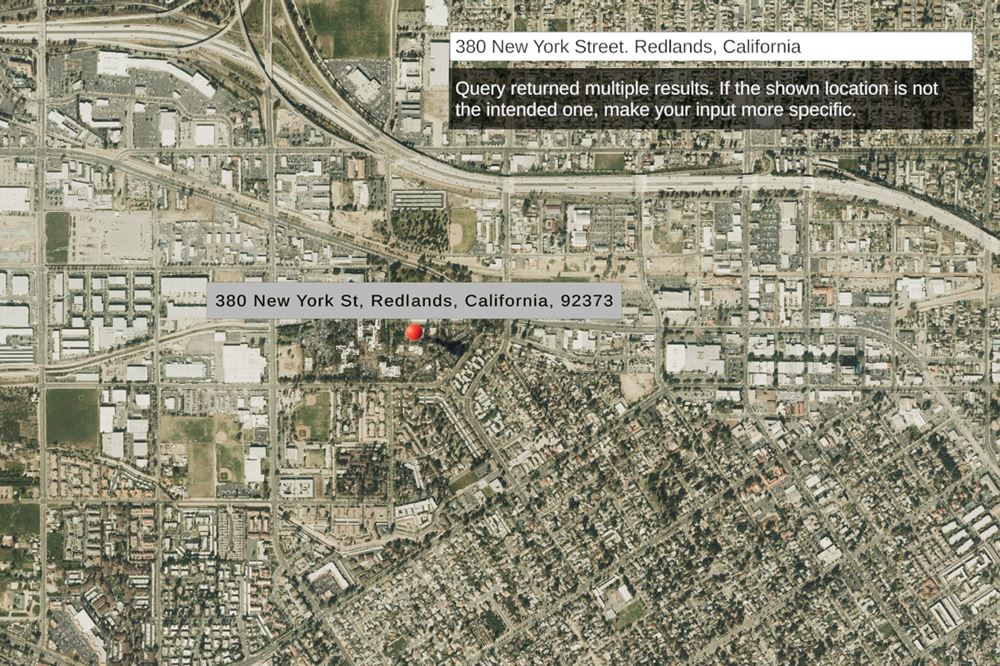 380 New York Street. Redlands, California
Query returned multiple results. If the shown location is not
the intended one, make your input more specific.
380 New York St, Redlands, California, 92373